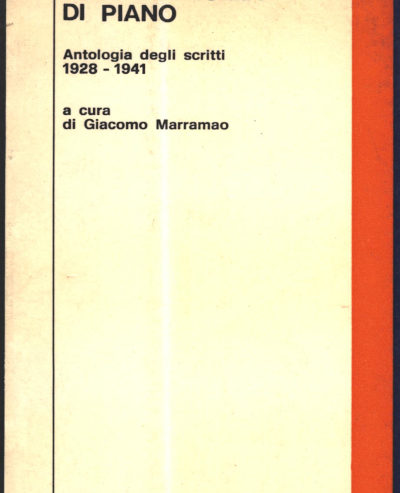 DI PIANO
Antologia degli scritti
1928 - 1941
a cura
di Giacomo Marramao